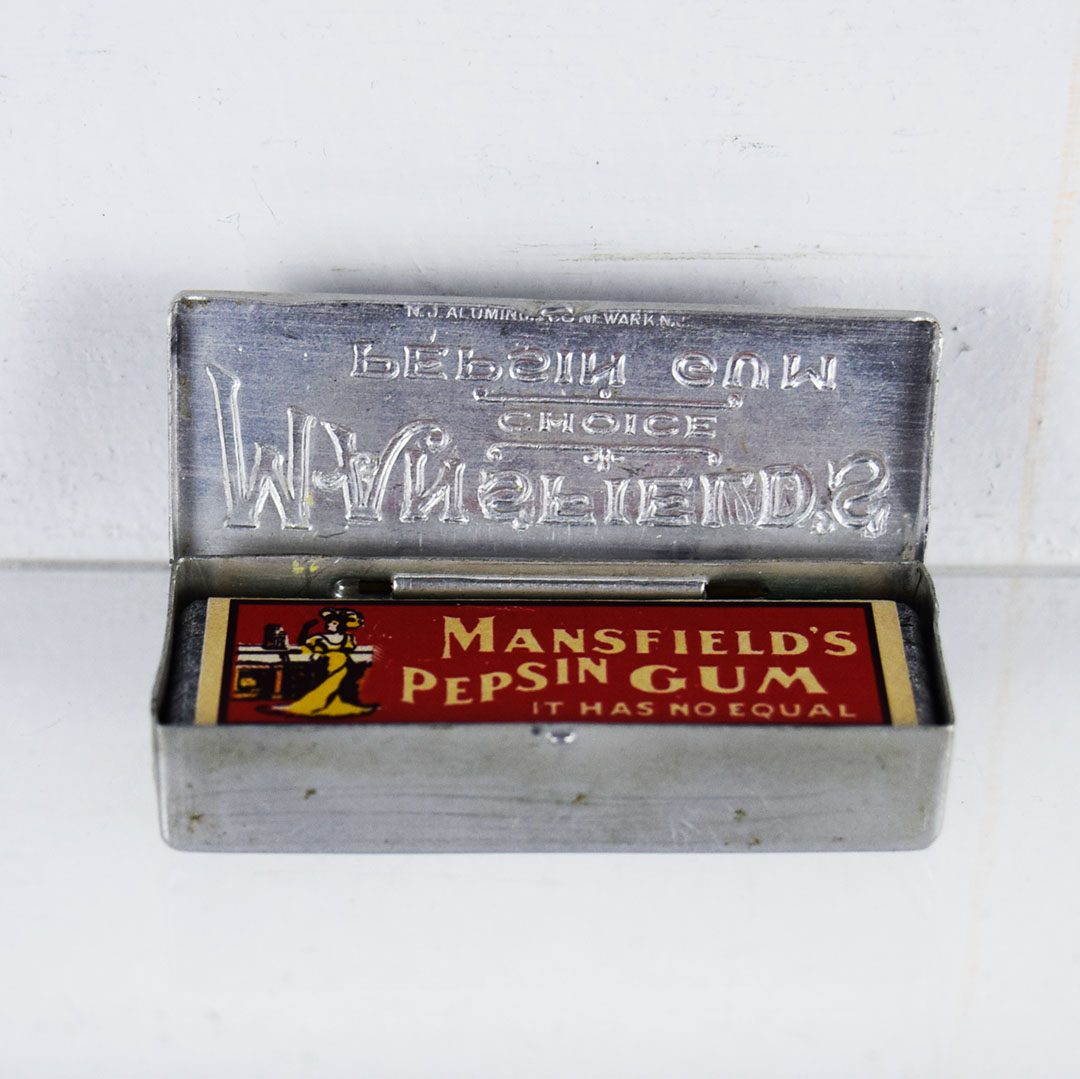 N. J. ALUMINUM CO NEWARK N.J.
PEPSIN GUM
CHOICE
MANSFIELD'S
MANSFIELD'S
PEPSIN GUM
IT HAS NO EQUAL